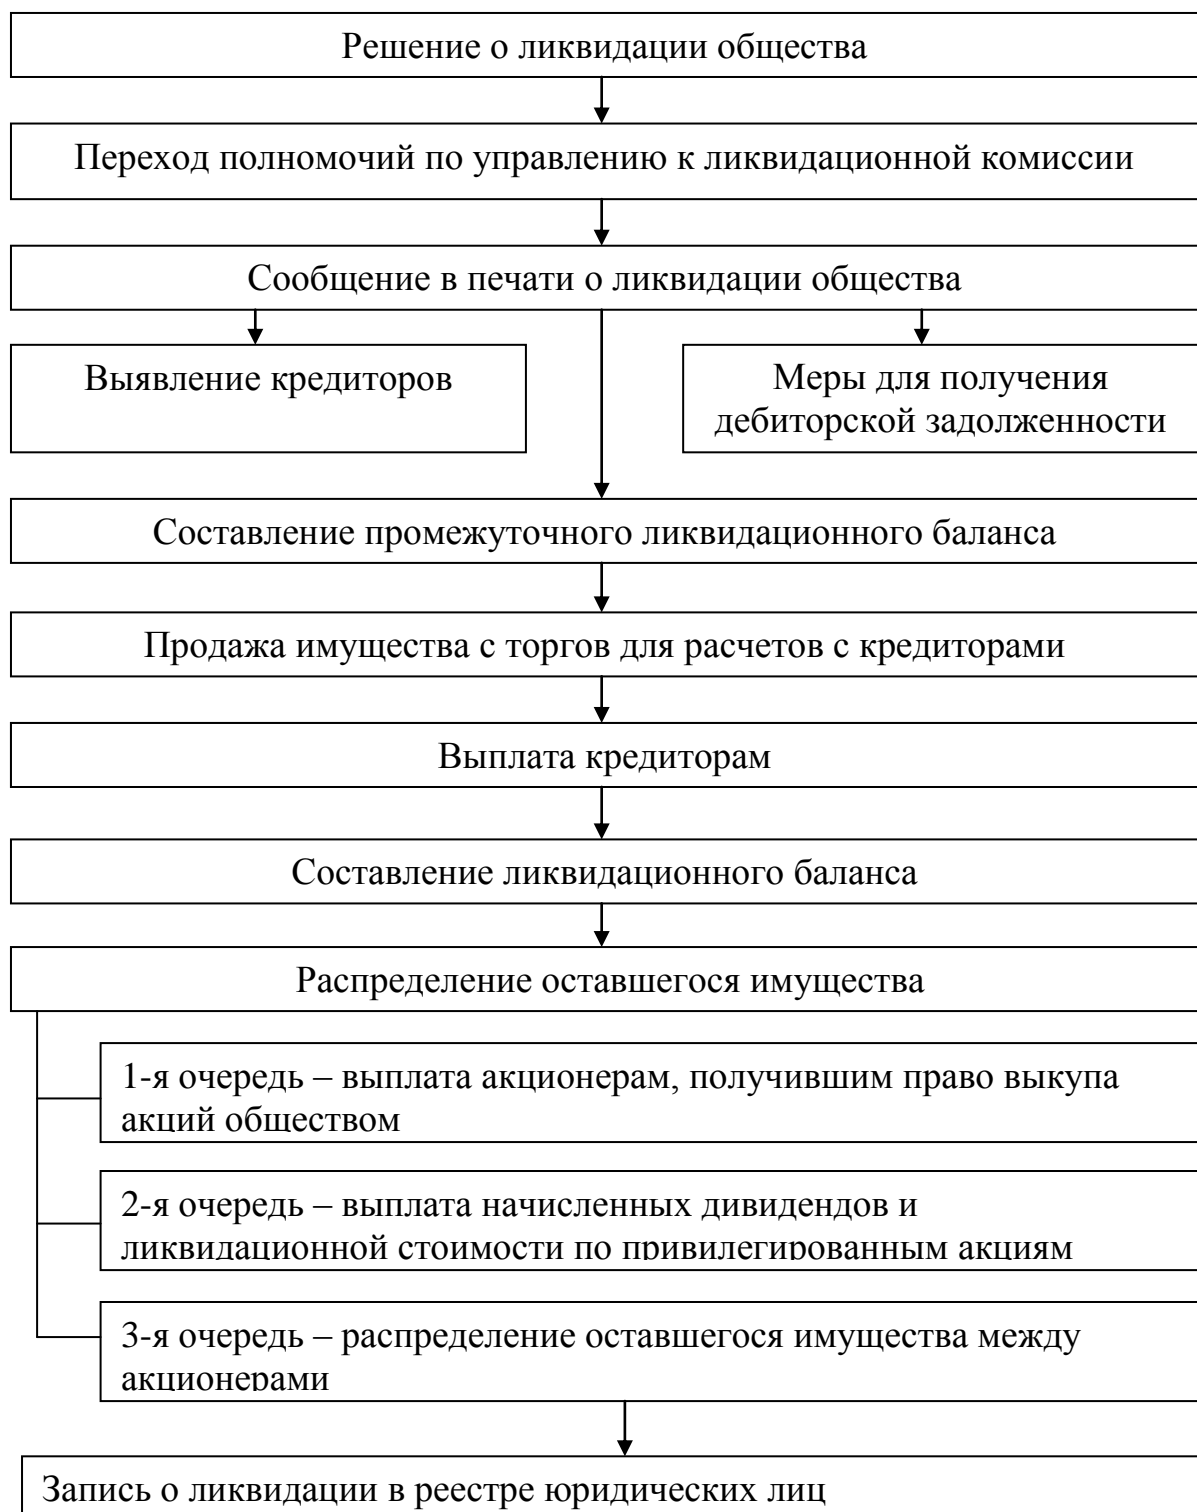 Решение о ликвидации общества
Переход полномочий по управлению к ликвидационной комиссии
Сообщение в печати о ликвидации общества
Выявление кредиторов
Меры для получения
дебиторской задолженности
Составление промежуточного ликвидационного баланса
Продажа имущества с торгов для расчетов с кредиторами
Выплата кредиторам
Составление ликвидационного баланса
Распределение оставшегося имущества
1-я очередь – выплата акционерам, получившим право выкупа
акций обществом
2-я очередь – выплата начисленных дивидендов и
ликвидационной стоимости по привилегированным акциям
3-я очередь – распределение оставшегося имущества между
акционерами
Запись о ликвидации в реестре юридических лиц